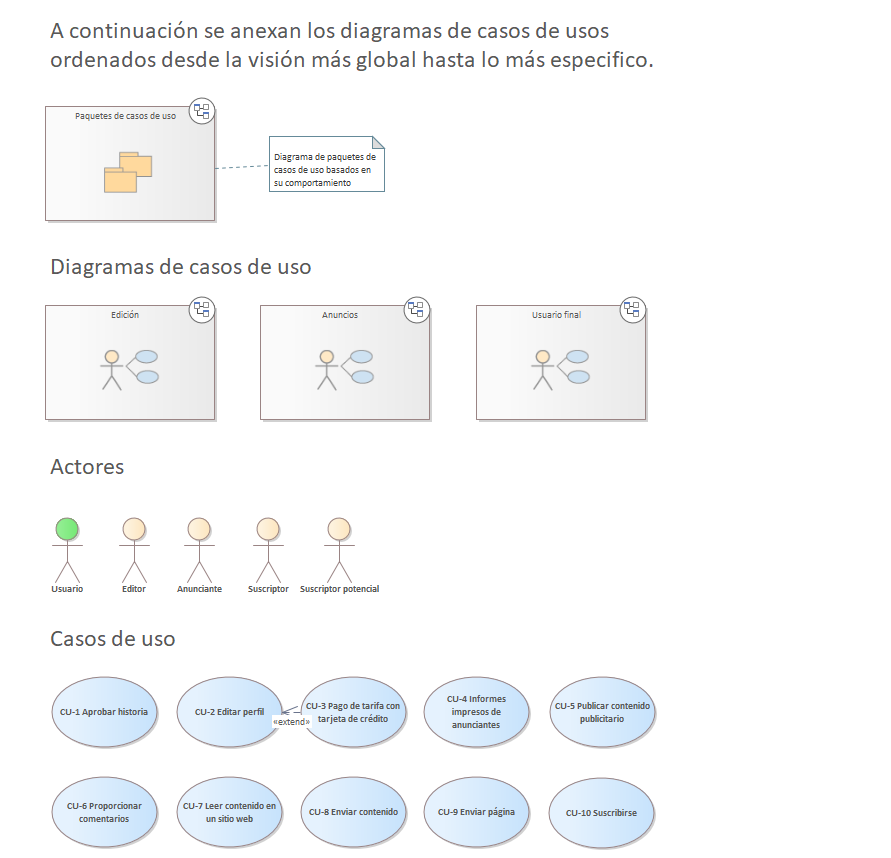 A continuación se anexan los diagramas de casos de usos
ordenados desde la visión más global hasta lo más especifico.
Paquetes de casos de uso
Diagrama de paquetes de
casos de uso basados en
su comportamiento
Diagramas de casos de uso
Edición
Anuncios
Usuario final
Actores
Usuario
Editor
Anunciante
Suscriptor
Suscriptor potencial
Casos de uso
CU-1 Aprobar historia
CU-2 Editar perfil
«extend»
CU-3 Pago de tarifa con
tarjeta de crédito
CU-4 Informes
impresos de
anunciantes
CU-5 Publicar contenido
publicitario
CU-6 Proporcionar
comentarios
CU-7 Leer contenido en
un sitio web
CU-8 Enviar contenido
CU-9 Enviar página
CU-10 Suscribirse